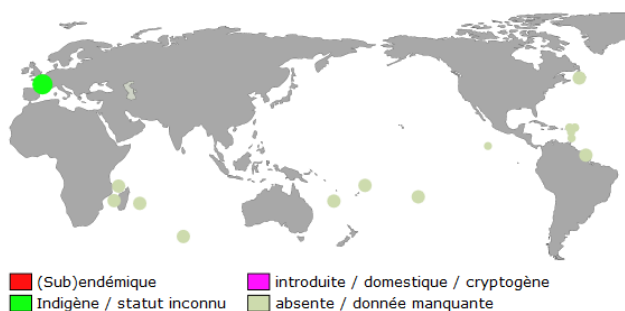 (Sub)endémique
introduite / domestique / cryptogène
Indigène / statut inconnu
absente / donnée manquante